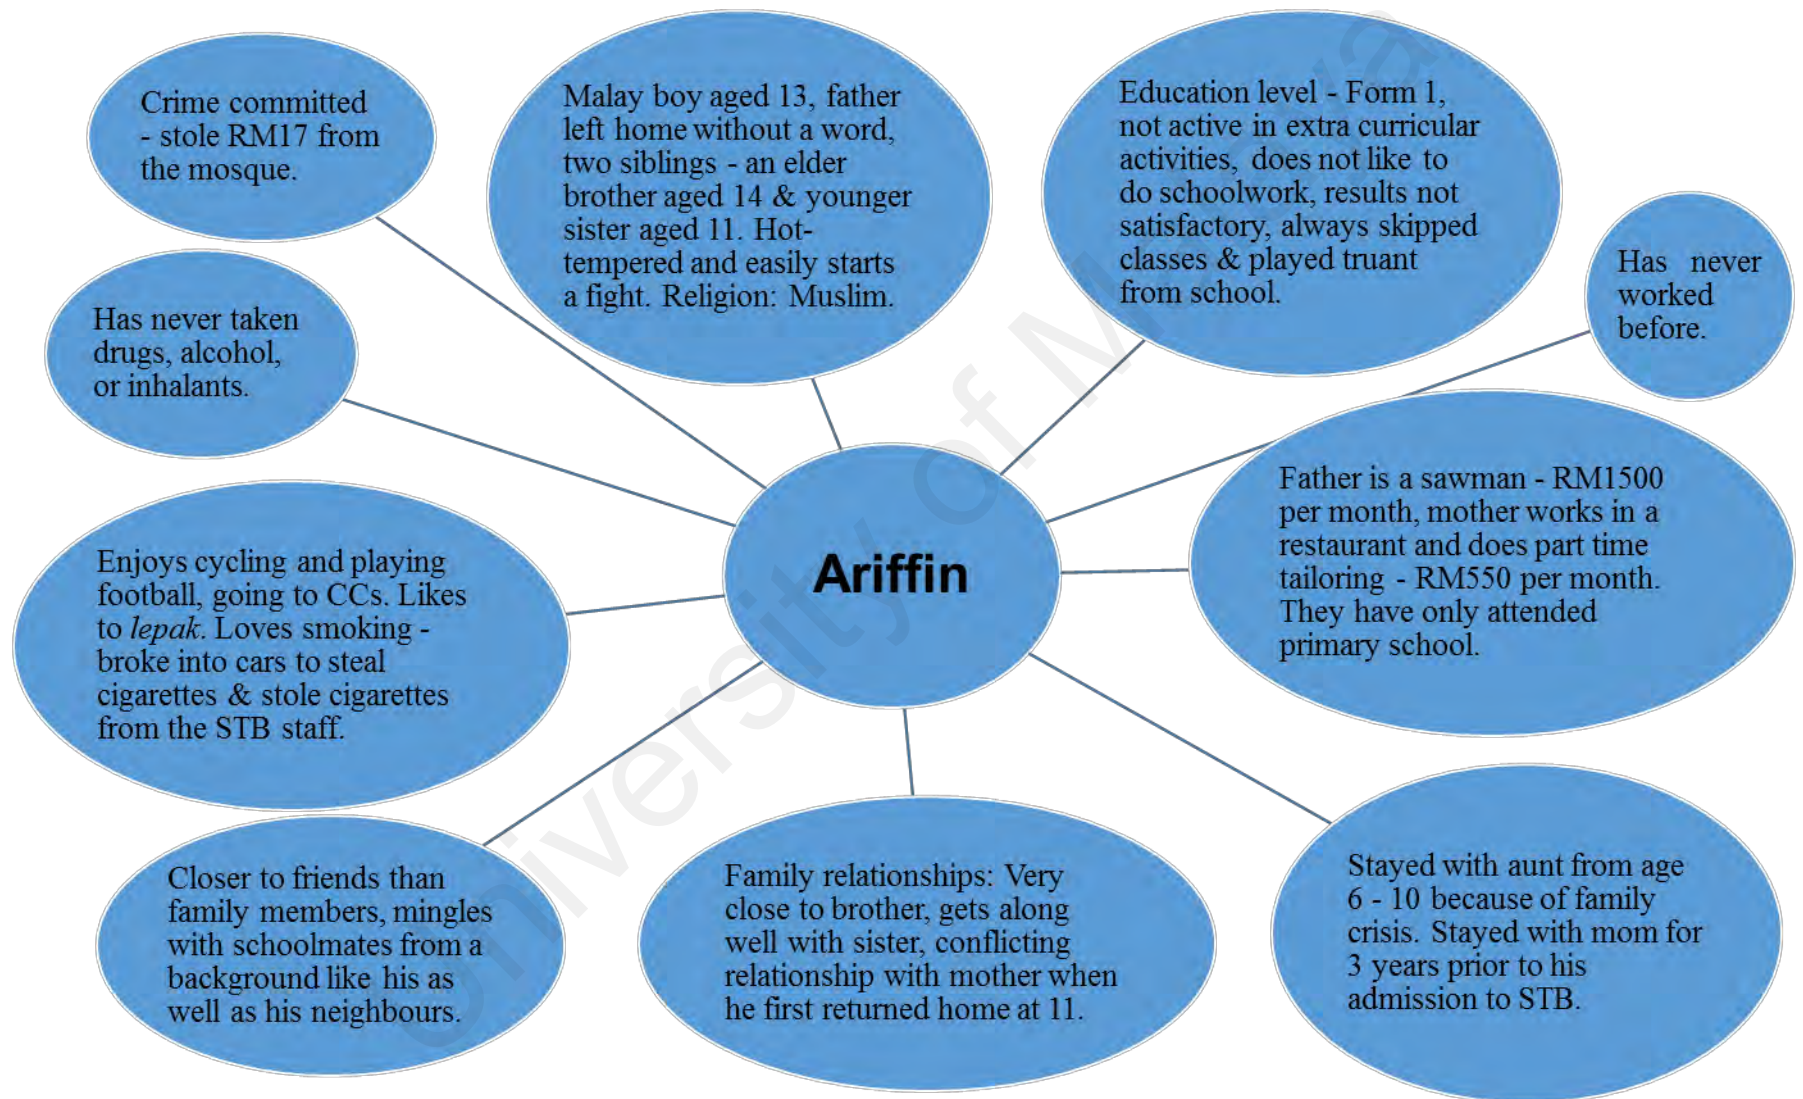 Crime committed
- stole RM17 from
the mosque.
Malay boy aged 13, father
left home without a word,
two siblings - an elder
brother aged 14 & younger
sister aged 11. Hot-
tempered and easily starts
a fight. Religion: Muslim.
Education level - Form 1,
not active in extra curricular
activities, does not like to
do schoolwork, results not
satisfactory, always skipped
classes & played truant
from school.
Has never
worked
before.
Has never taken
drugs, alcohol,
or inhalants.
Ariffin
Father is a sawman - RM1500
per month, mother works in a
restaurant and does part time
tailoring - RM550 per month.
They have only attended
primary school.
Enjoys cycling and playing
football, going to CCs. Likes
to lepak. Loves smoking -
broke into cars to steal
cigarettes & stole cigarettes
from the STB staff.
Closer to friends than
family members, mingles
with schoolmates from a
background like his as
well as his neighbours.
Family relationships: Very
close to brother, gets along
well with sister, conflicting
relationship with mother when
he first returned home at 11.
Stayed with aunt from age
6 - 10 because of family
crisis. Stayed with mom for
3 years prior to his
admission to STB.
University of M